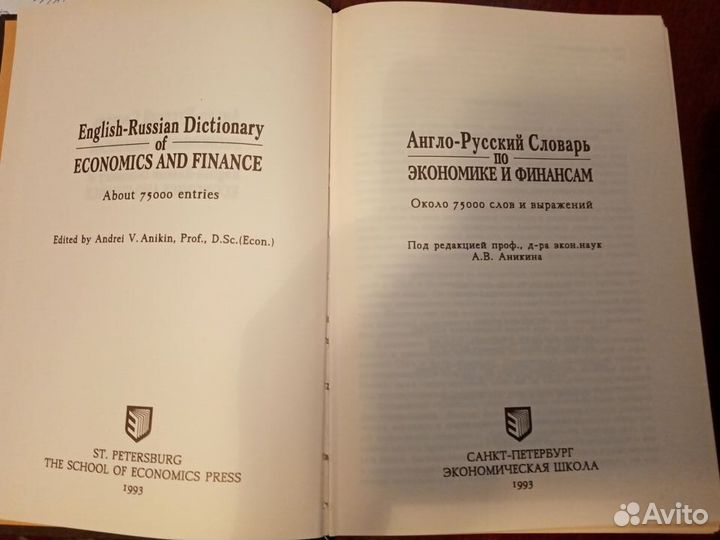 English-Russian Dictionary
of
ECONOMICS AND FINANCE
About 75000 entries
Edited by Andrei V. Anikin, Prof., D.Sc.(Econ.)
ST. PETERSBURG
THE SCHOOL OF ECONOMICS PRESS
1993
Англо-Русский Словарь
по
ЭКОНОМИКЕ И ФИНАНСАМ
Около 75000 слов и выражений
Под редакцией проф., д-ра экон.наук
А.В. Аникина
САНКТ-ПЕТЕРБУРГ
ЭКОНОМИЧЕСКАЯ ШКОЛА
1993
Avito